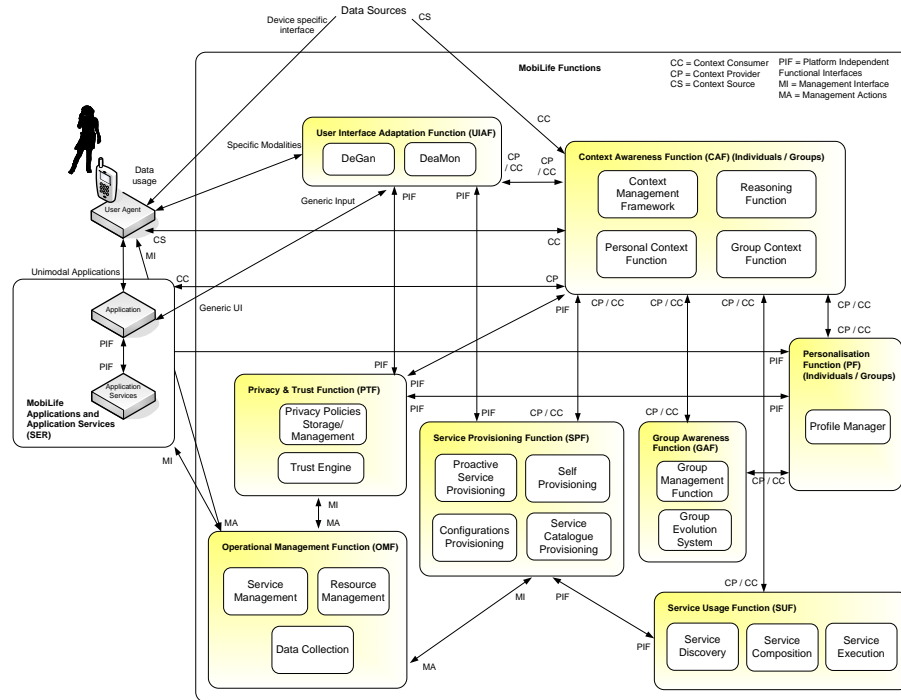 Data Sources
Device specific
interface
CS
MobiLife Functions
CC = Context Consumer
CP = Context Provider
CS = Context Source
PIF = Platform Independent
Functional Interfaces
MI = Management Interface
MA = Management Actions
CC
User Interface Adaptation Function (UIAF)
DeGan
DeaMon
Specific Modalities
Data
usage
CP
/ CC
CP
/ CC
Context Awareness Function (CAF) (Individuals / Groups)
Context
Management
Framework
Reasoning
Function
Personal Context
Function
Group Context
Function
User Agent
Generic Input
PIF
PIF
CS
CC
MI
Unimodal Applications
CC
CP
Application
Generic UI
PIF
PIF
Application
Services
MobiLife
Applications and
Application Services
(SER)
CP / CC
CP / CC
CP / CC
CP / CC
CP / CC
PIF
PIF
PIF
PIF
Personalisation
Function (PF)
(Individuals / Groups)
Profile Manager
Privacy & Trust Function (PTF)
Privacy Policies
Storage/
Management
Trust Engine
PIF
PIF
PIF
CP / CC
CP / CC
Service Provisioning Function (SPF)
Proactive
Service
Provisioning
Self
Provisioning
Configurations
Provisioning
Service
Catalogue
Provisioning
Group Awareness
Function (GAF)
Group
Management
Function
Group
Evolution
System
CP / CC
MI
MI
MA
MA
Operational Management Function (OMF)
Service
Management
Resource
Management
Data Collection
MI
PIF
MA
PIF
CP / CC
Service Usage Function (SUF)
Service
Discovery
Service
Composition
Service
Execution